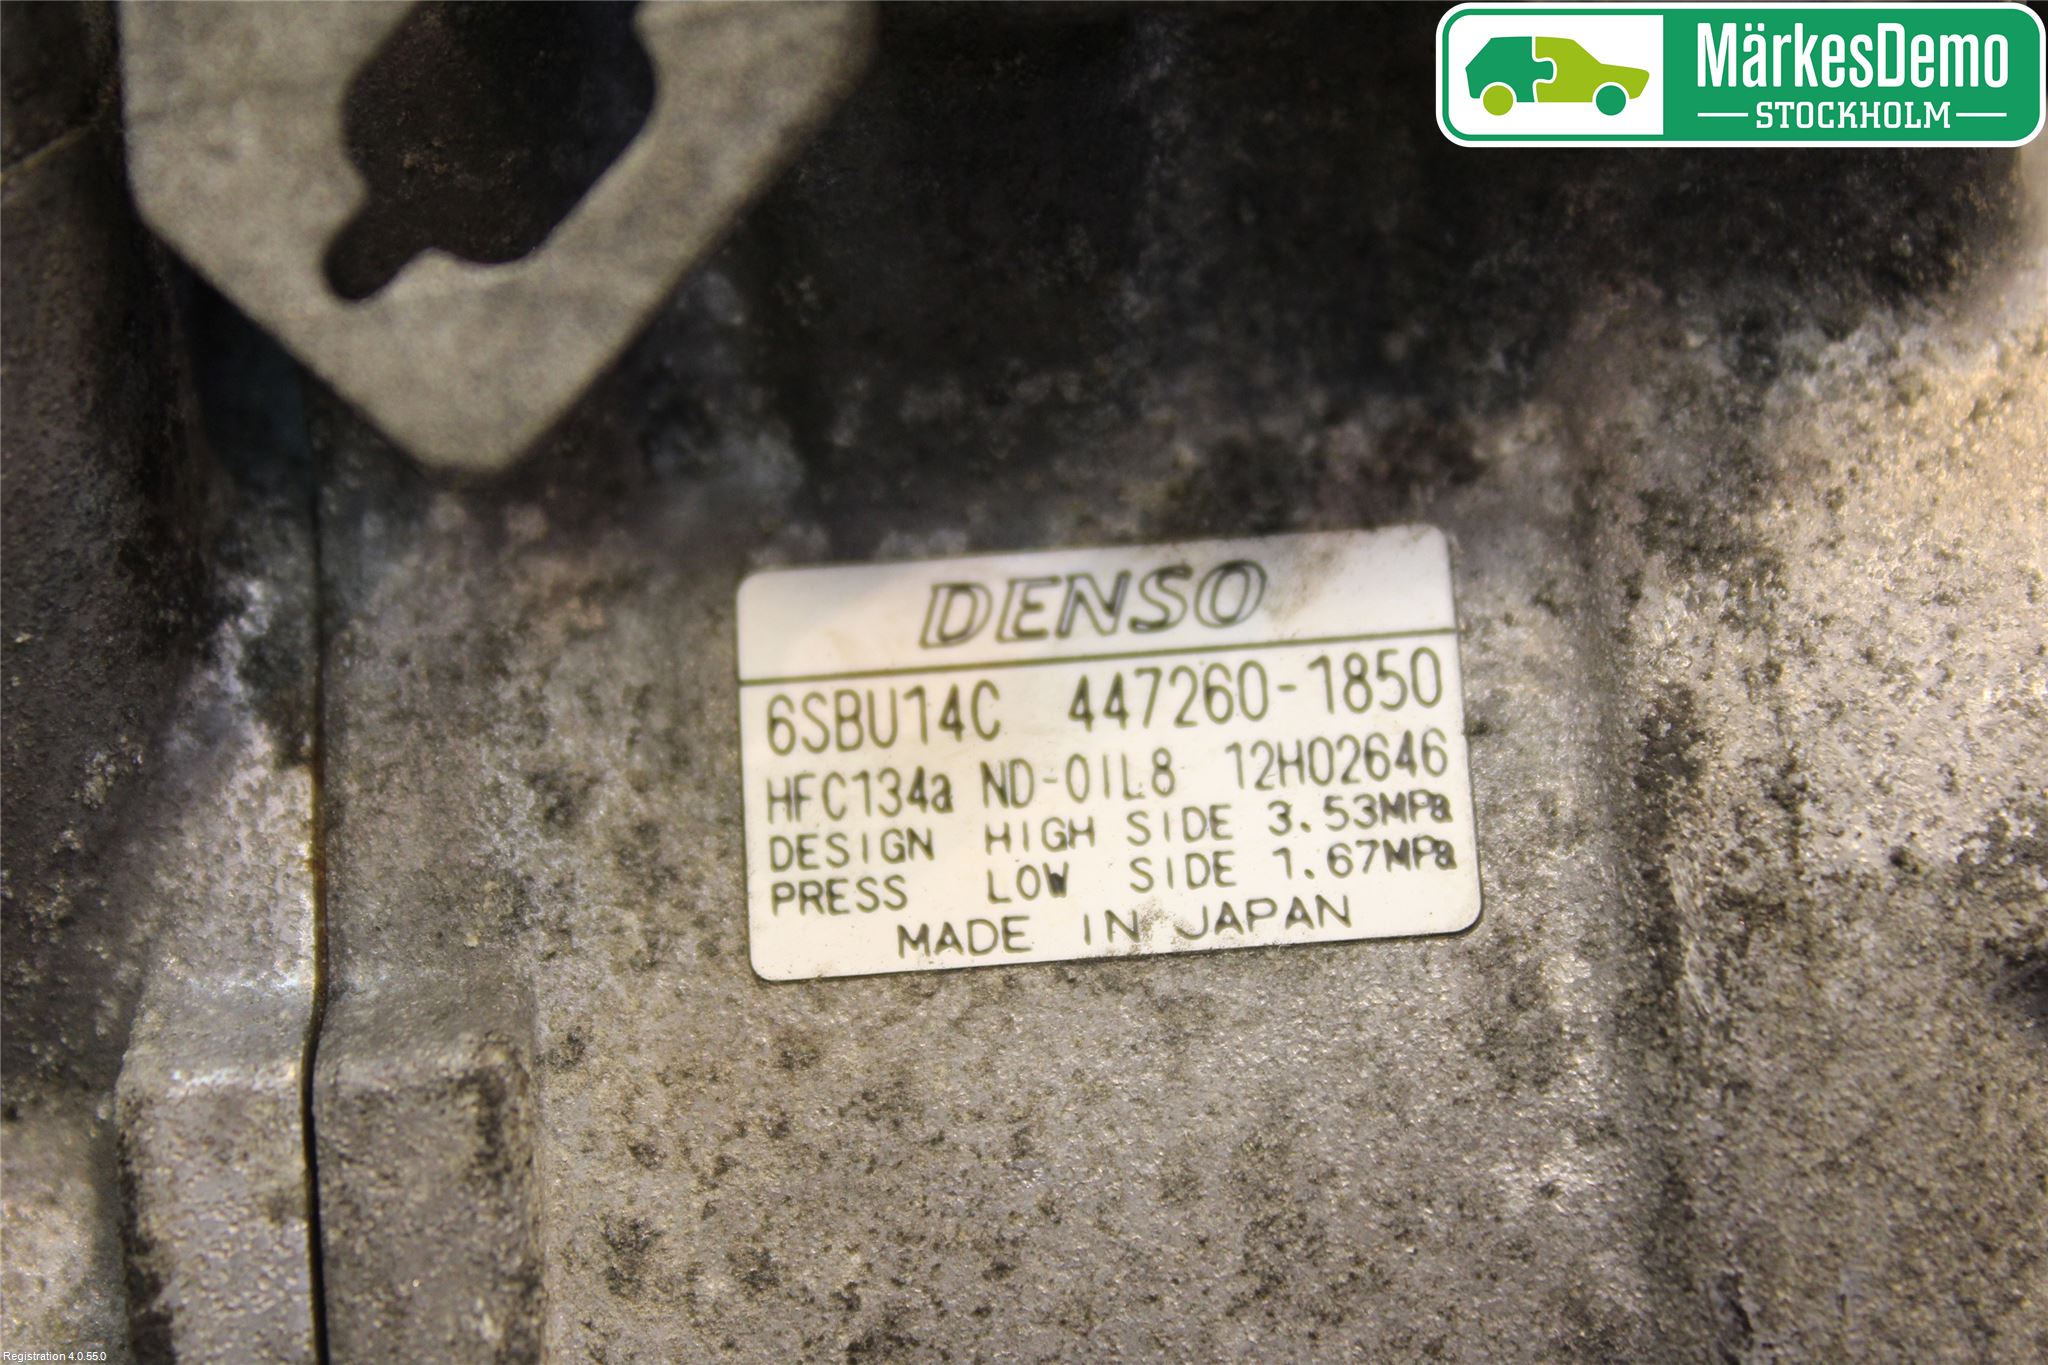 MärkesDemo
STOCKHOLM
DENSO
6SBU14C 447260-1850
HFC134a ND-OIL8 12H02646
DESIGN HIGH SIDE 3.53MPa
PRESS LOW SIDE 1.67MPa
MADE IN JAPAN
Registration 4.0.55.0